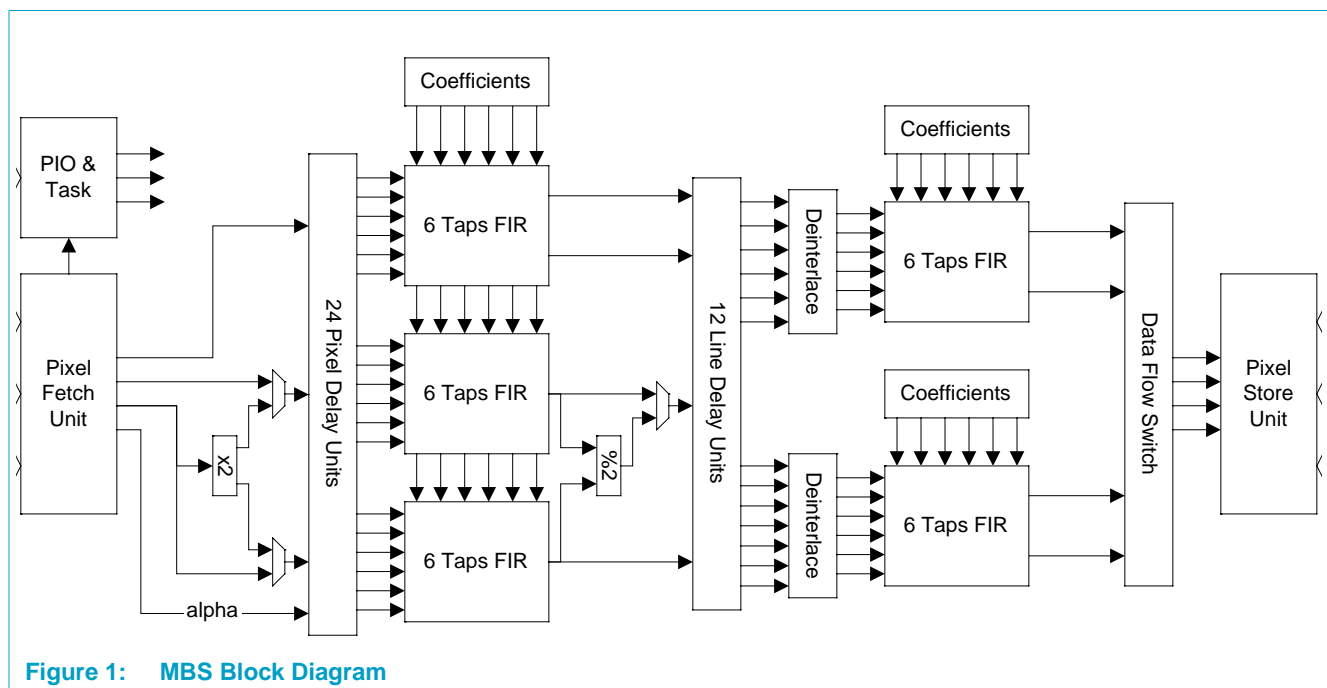 Coefficients
PIO &
Task
6 Taps FIR
Pixel
Fetch
Unit
x2
alpha
24 Pixel Delay Units
6 Taps FIR
6 Taps FIR
%2
12 Line Delay Units
Deinterlace
Deinterlace
Coefficients
6 Taps FIR
Coefficients
6 Taps FIR
Data Flow Switch
Pixel
Store
Unit
Figure 1: MBS Block Diagram